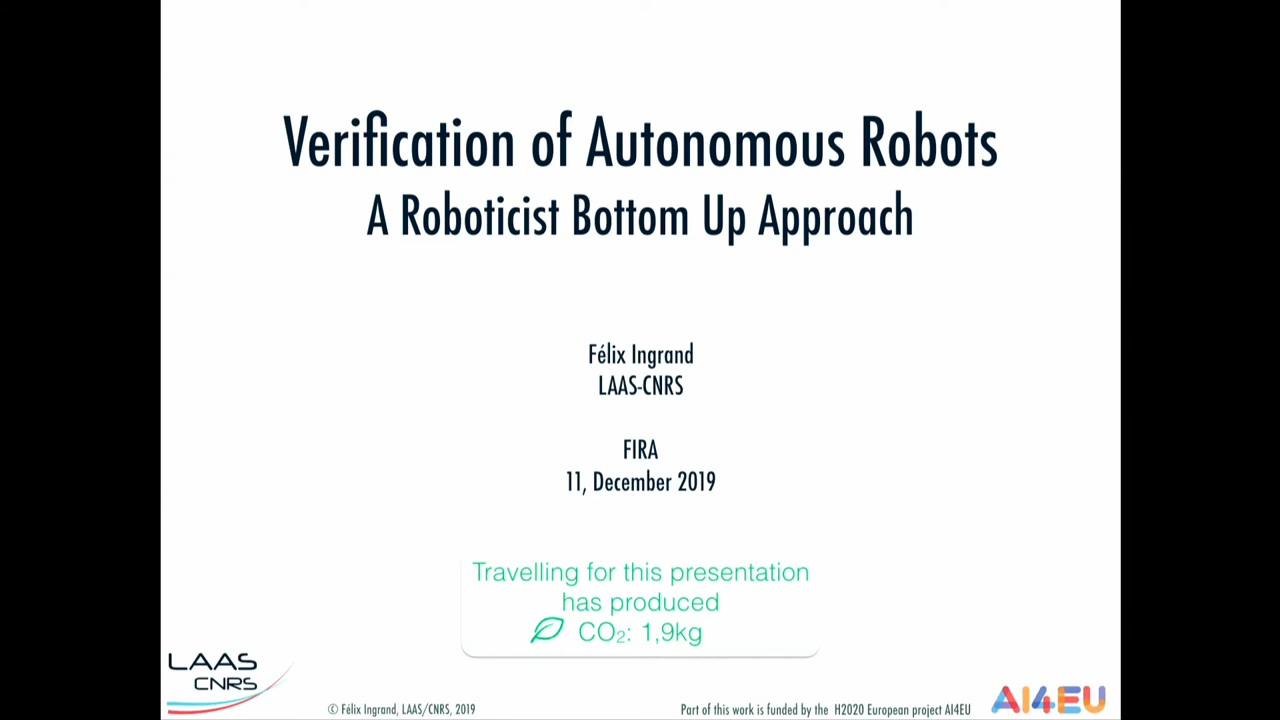 Verification of Autonomous Robots
A Roboticist Bottom Up Approach
Félix Ingrand
LAAS-CNRS
FIRA
11, December 2019
Travelling for this presentation
has produced
CO₂: 1,9kg
LAAS
CNRS
© Félix Ingrand, LAAS/CNRS, 2019
Part of this work is funded by the H2020 European project AI4EU
AI4EU